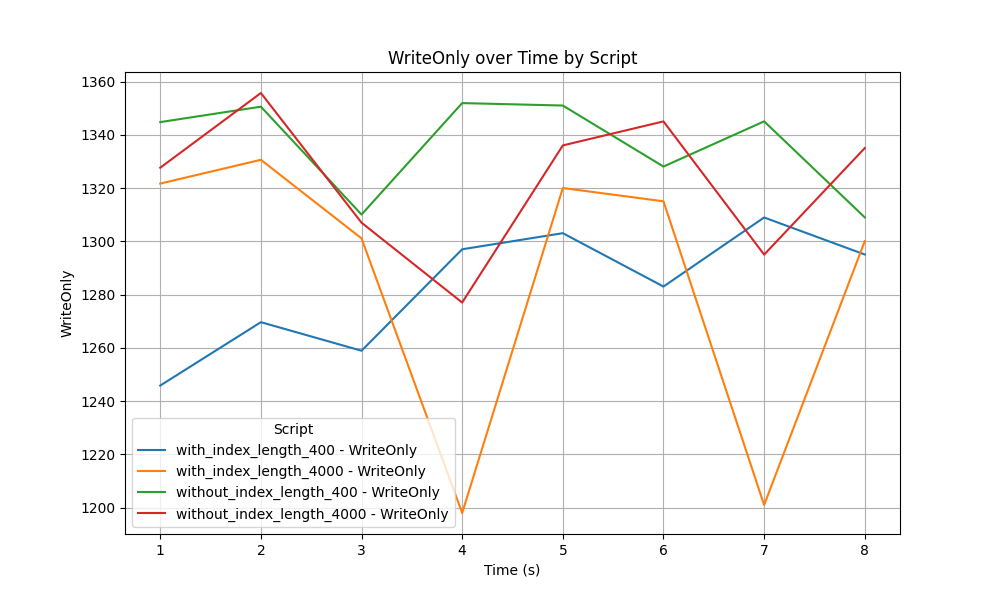 WriteOnly over Time by Script
WriteOnly
1360
1340
1320
1300
1280
1260
1240
1220
1200
Script
with_index_length_400 - WriteOnly
with_index_length_4000 - WriteOnly
without_index_length_400 - WriteOnly
without_index_length_4000 - WriteOnly
1 2 3 4 5 6 7 8
Time (s)